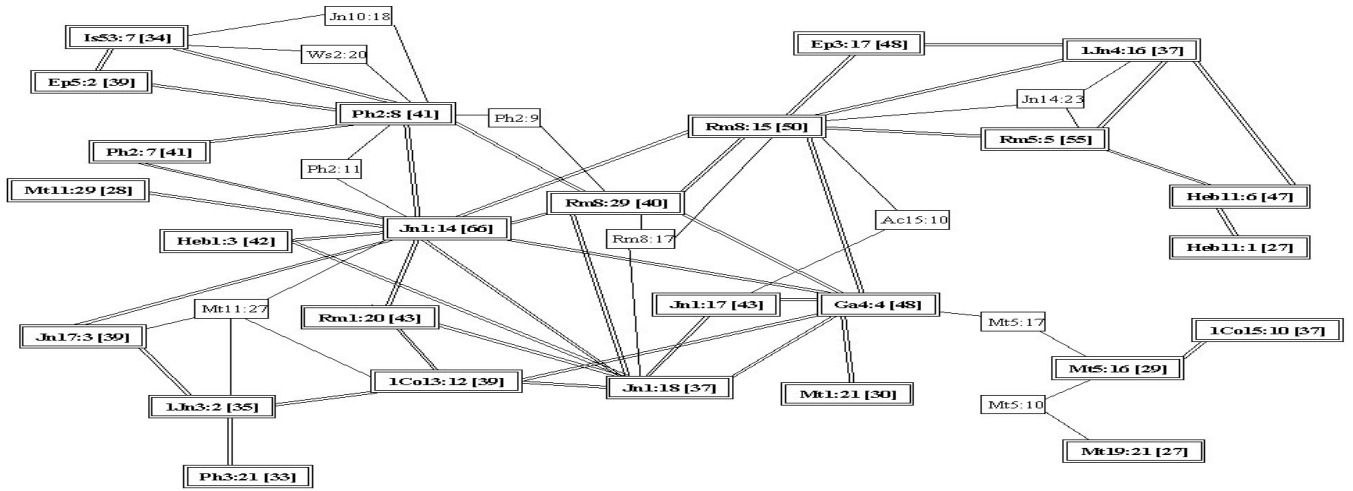 Jn10:18
Is53:7 [34]
Ws2:20
Ep3:17 [48]
1Jn4:16 [37]
Ep5:2 [39]
Jn14:23
Ph2:8 [41]
Ph2:9
Rm8:15 [50]
Rm5:5 [55]
Ph2:7 [41]
Ph2:11
Mt11:29 [28]
Rm8:29 [40]
Heb11:6 [47]
Ac15:10
Jn1:14 [66]
Heb1:3 [42]
Rm8:17
Heb11:1 [27]
Mt11:27
Jn1:17 [43]
Ga4:4 [48]
Rm1:20 [43]
Mt5:17
Jn17:3 [39]
1Co15:10 [37]
Mt5:16 [29]
1Co13:12 [39]
Jn1:18 [37]
Mt1:21 [30]
1Jn3:2 [35]
Mt5:10
Mt19:21 [27]
Ph3:21 [33]